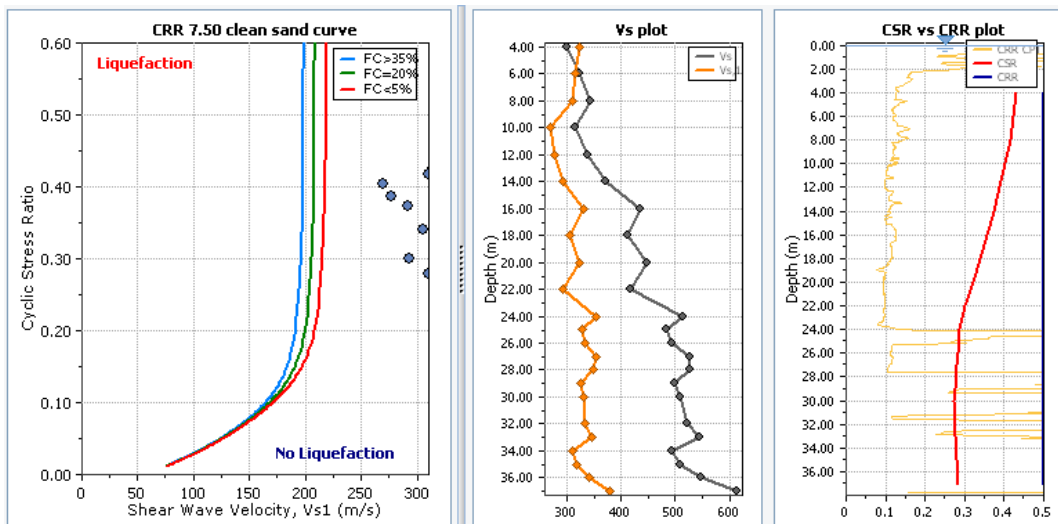 CRR 7.50 clean sand curve
0.60
0.50
0.40
0.30
0.20
0.10
0.00
Cyclic Stress Ratio
Liquefaction
FC>35%
FC=20%
FC<5%
No Liquefaction
0 50 100 150 200 250 300
Shear Wave Velocity, Vs1 (m/s)
Vs plot
4.00
6.00
8.00
10.00
12.00
14.00
16.00
18.00
20.00
22.00
24.00
26.00
28.00
30.00
32.00
34.00
36.00
Depth (m)
Vs
Vs,1
300 400 500 600
CSR vs CRR plot
0.00
2.00
4.00
6.00
8.00
10.00
12.00
14.00
16.00
18.00
20.00
22.00
24.00
26.00
28.00
30.00
32.00
34.00
36.00
Depth (m)
CRR CP
CSR
CRR
0 0.1 0.2 0.3 0.4 0.5